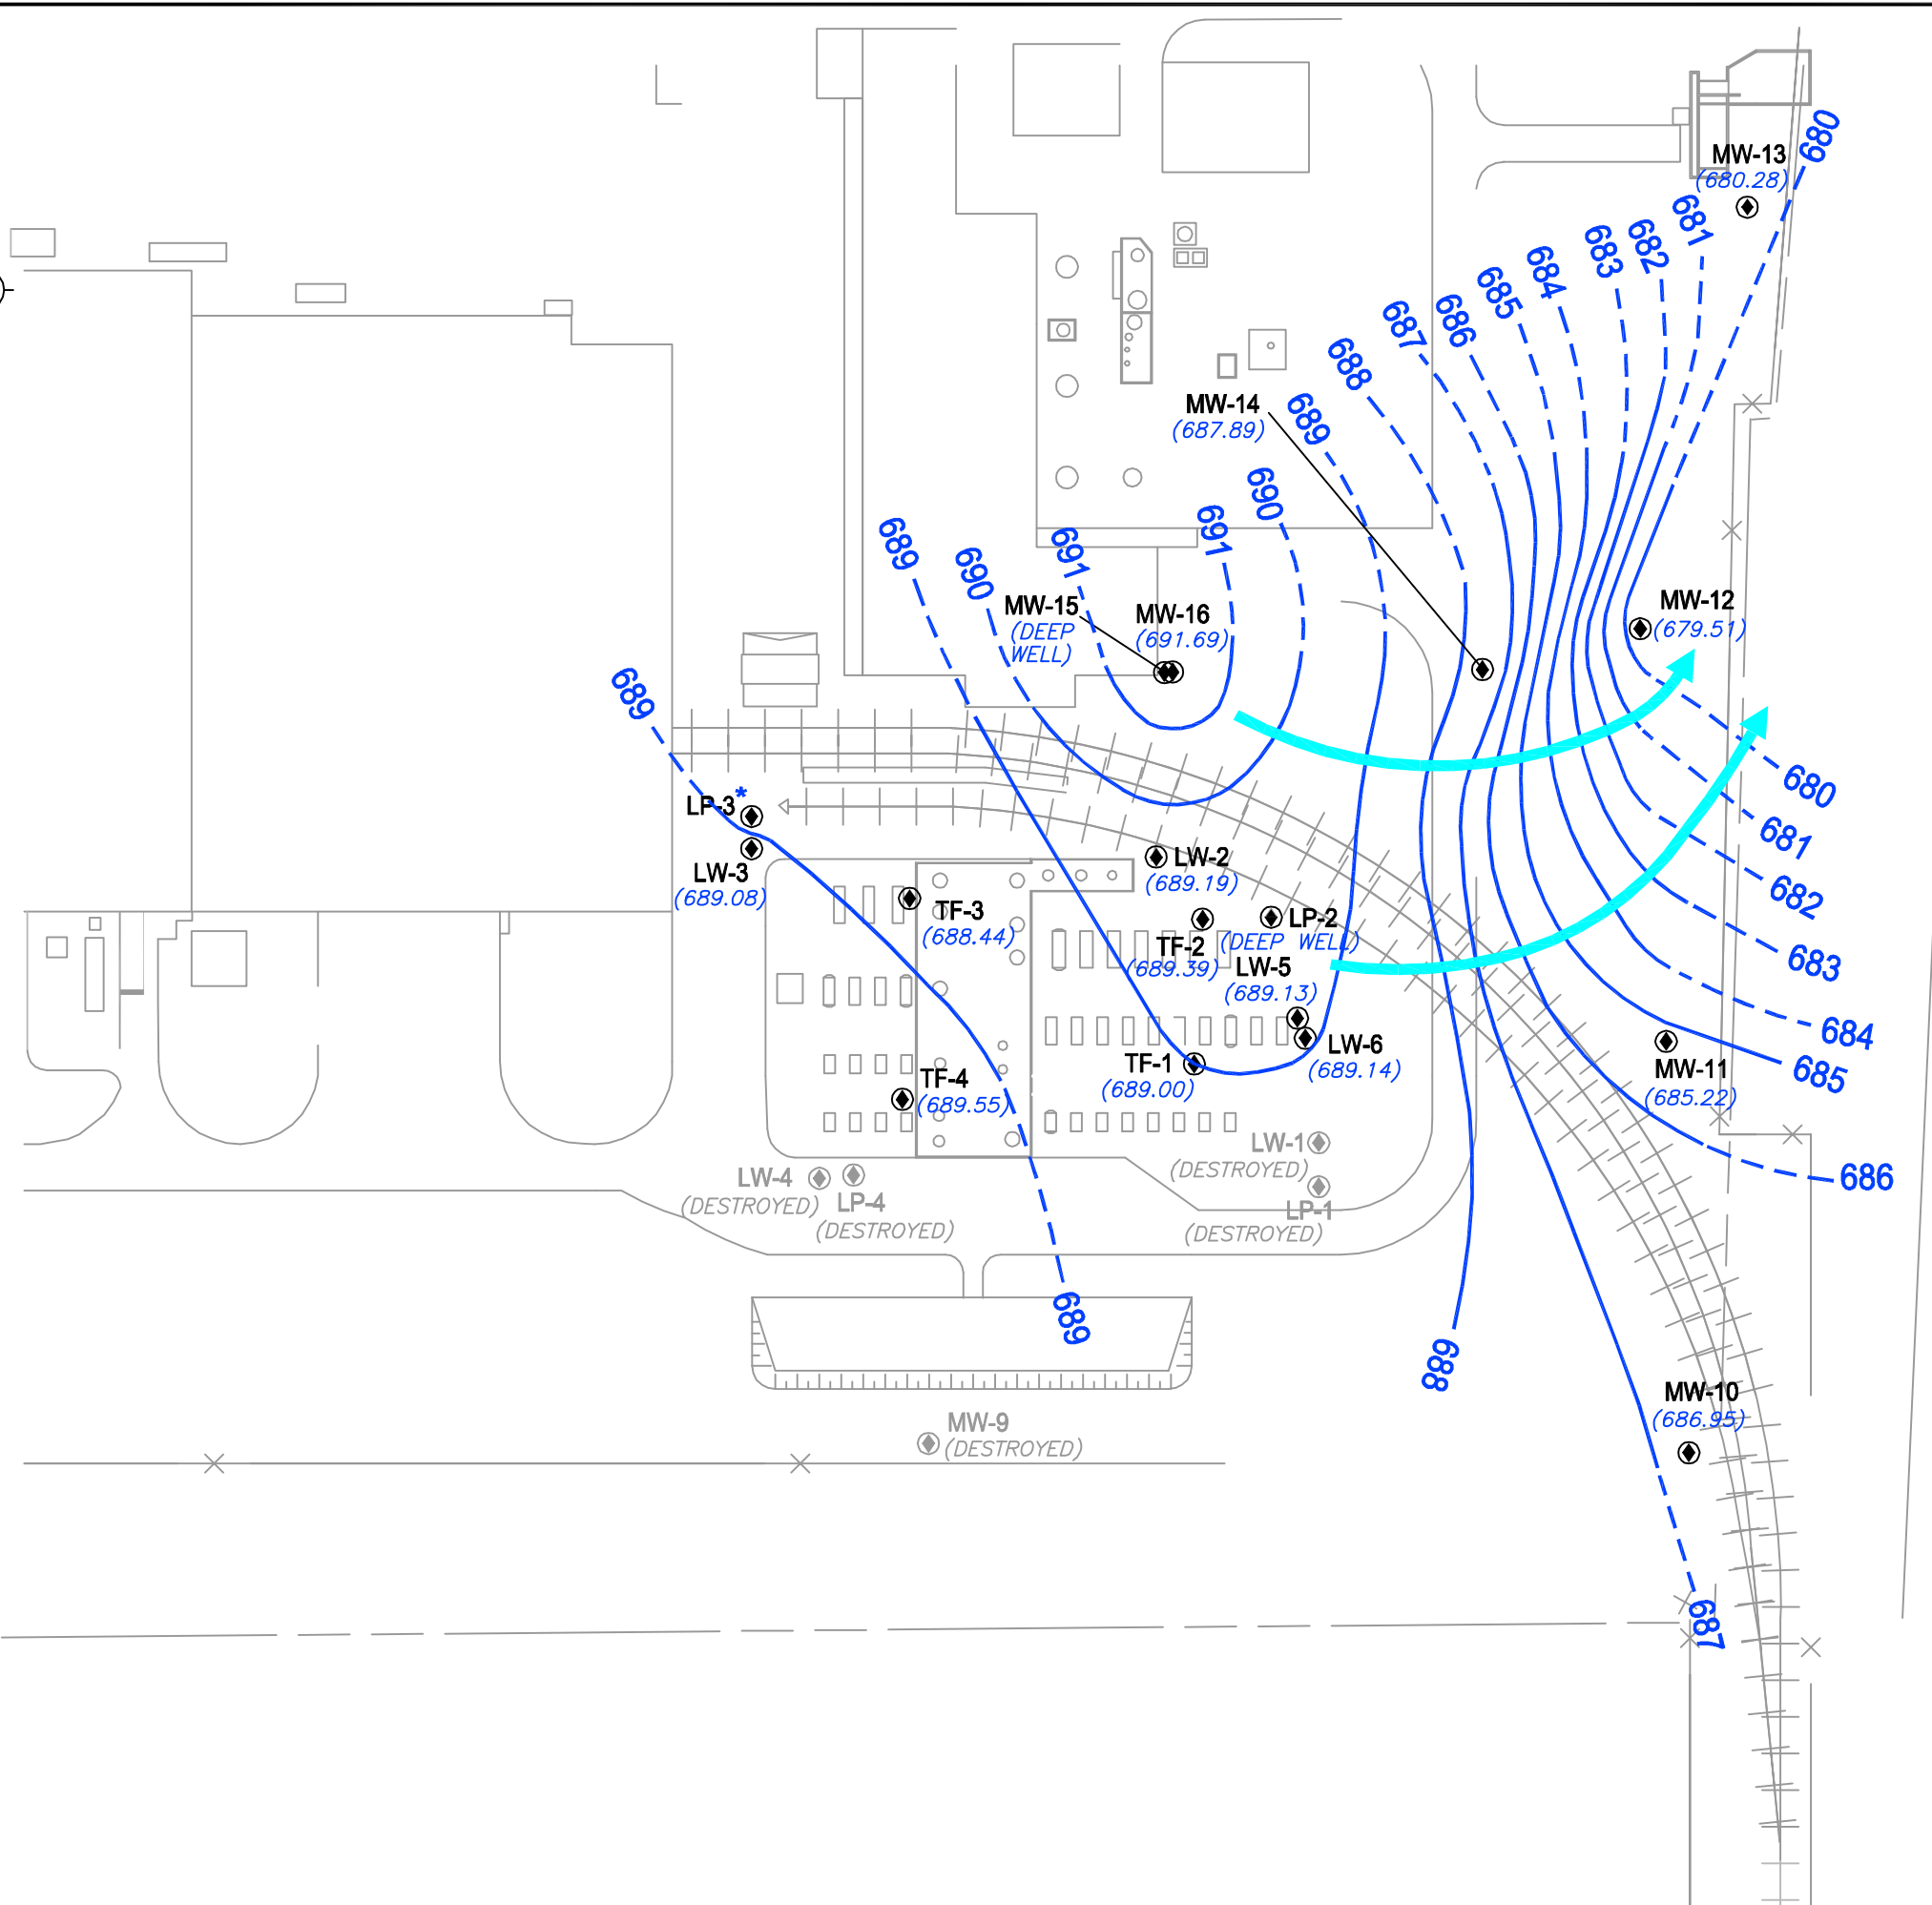 680
MW-13
(680.28)
681
682
683
684
685
686
687
688
689
690
691
691
690
689
689
MW-14
(687.89)
MW-15
(DEEP
WELL)
MW-16
(691.69)
MW-12
(679.51)
LP-3*
LW-3
(689.08)
TF-3
(688.44)
LW-2
(689.19)
LP-2
(DEEP WELL)
TF-2
(689.39)
LW-5
(689.13)
LW-6
(689.14)
TF-1
(689.00)
TF-4
(689.55)
680
681
682
683
684
685
686
MW-11
(685.22)
LW-1
(DESTROYED)
LP-1
(DESTROYED)
LW-4
(DESTROYED)
LP-4
(DESTROYED)
689
688
MW-10
(686.95)
MW-9
(DESTROYED)
687